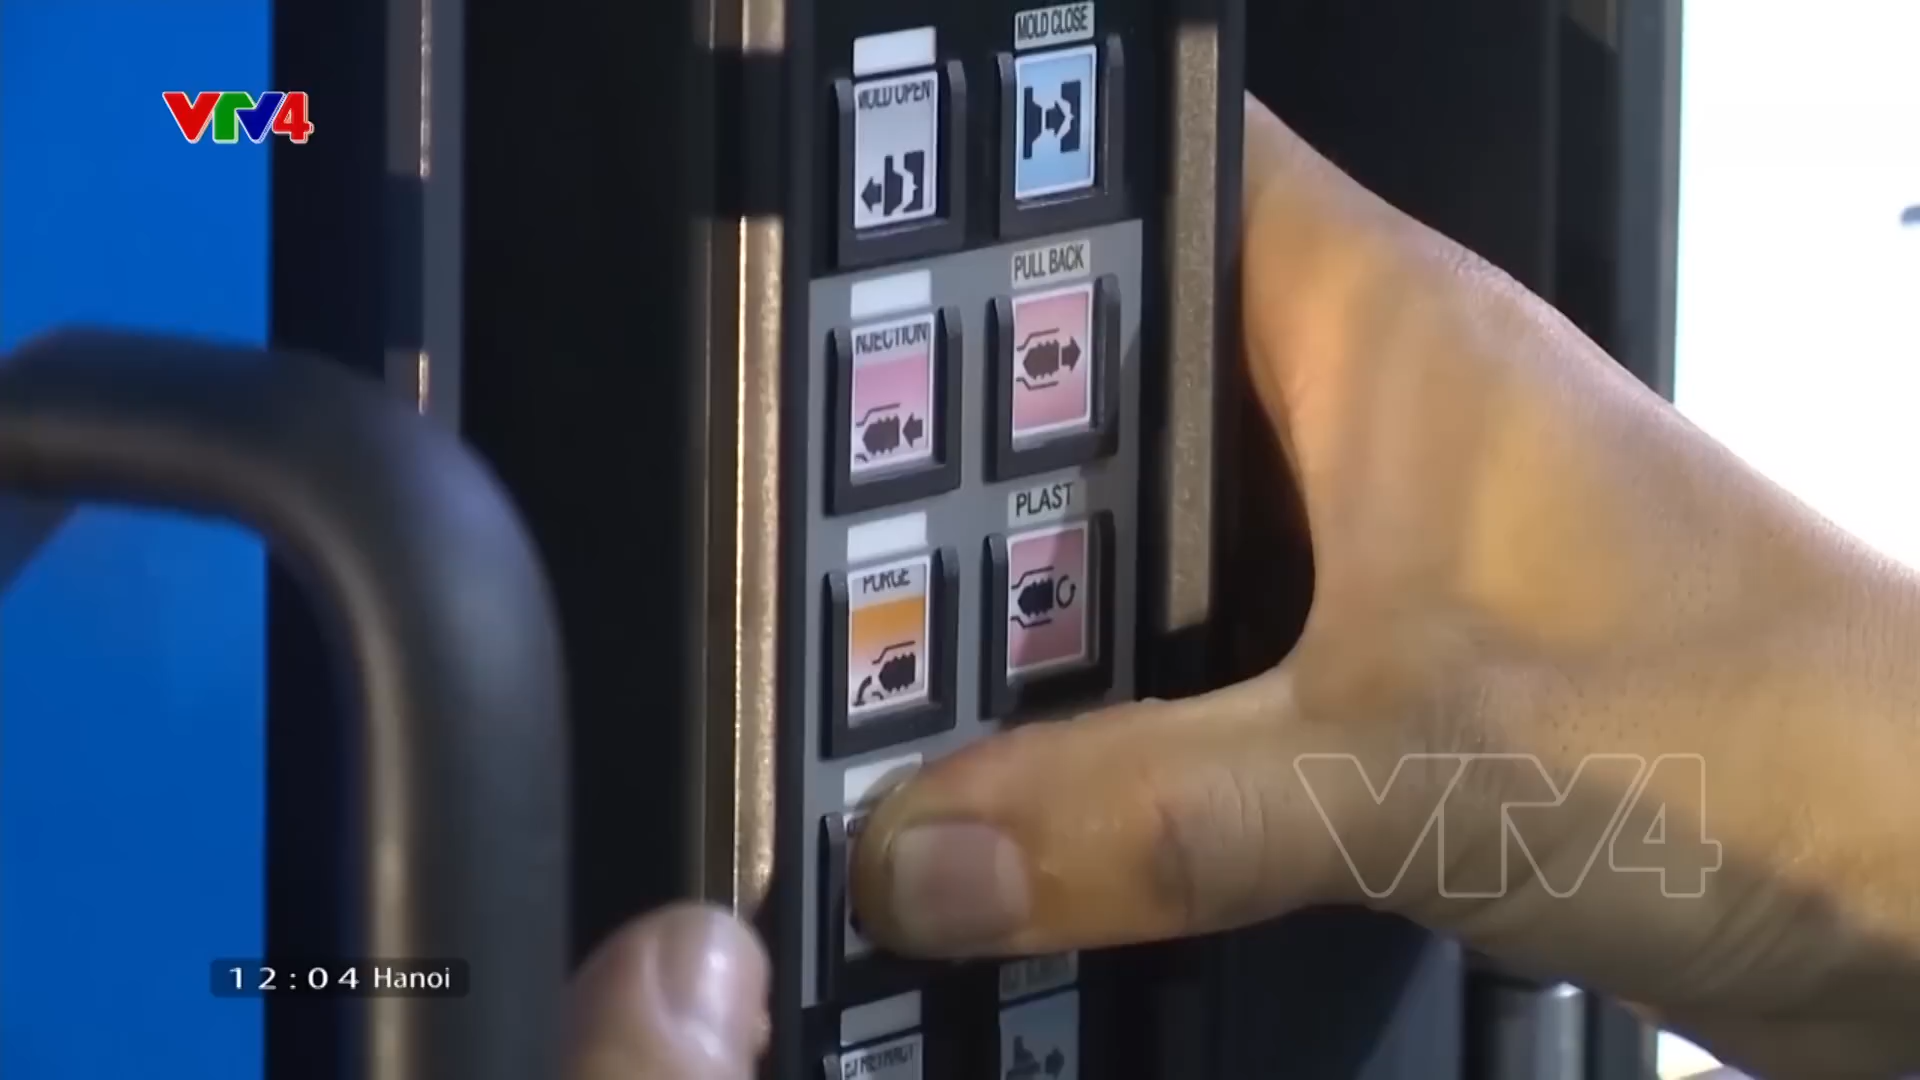 MOLD CLOSE
VTV4
MOLD OPEN
PULL BACK
INJECTION
PLAST
PURGE
VTV4
12:04 Hanoi